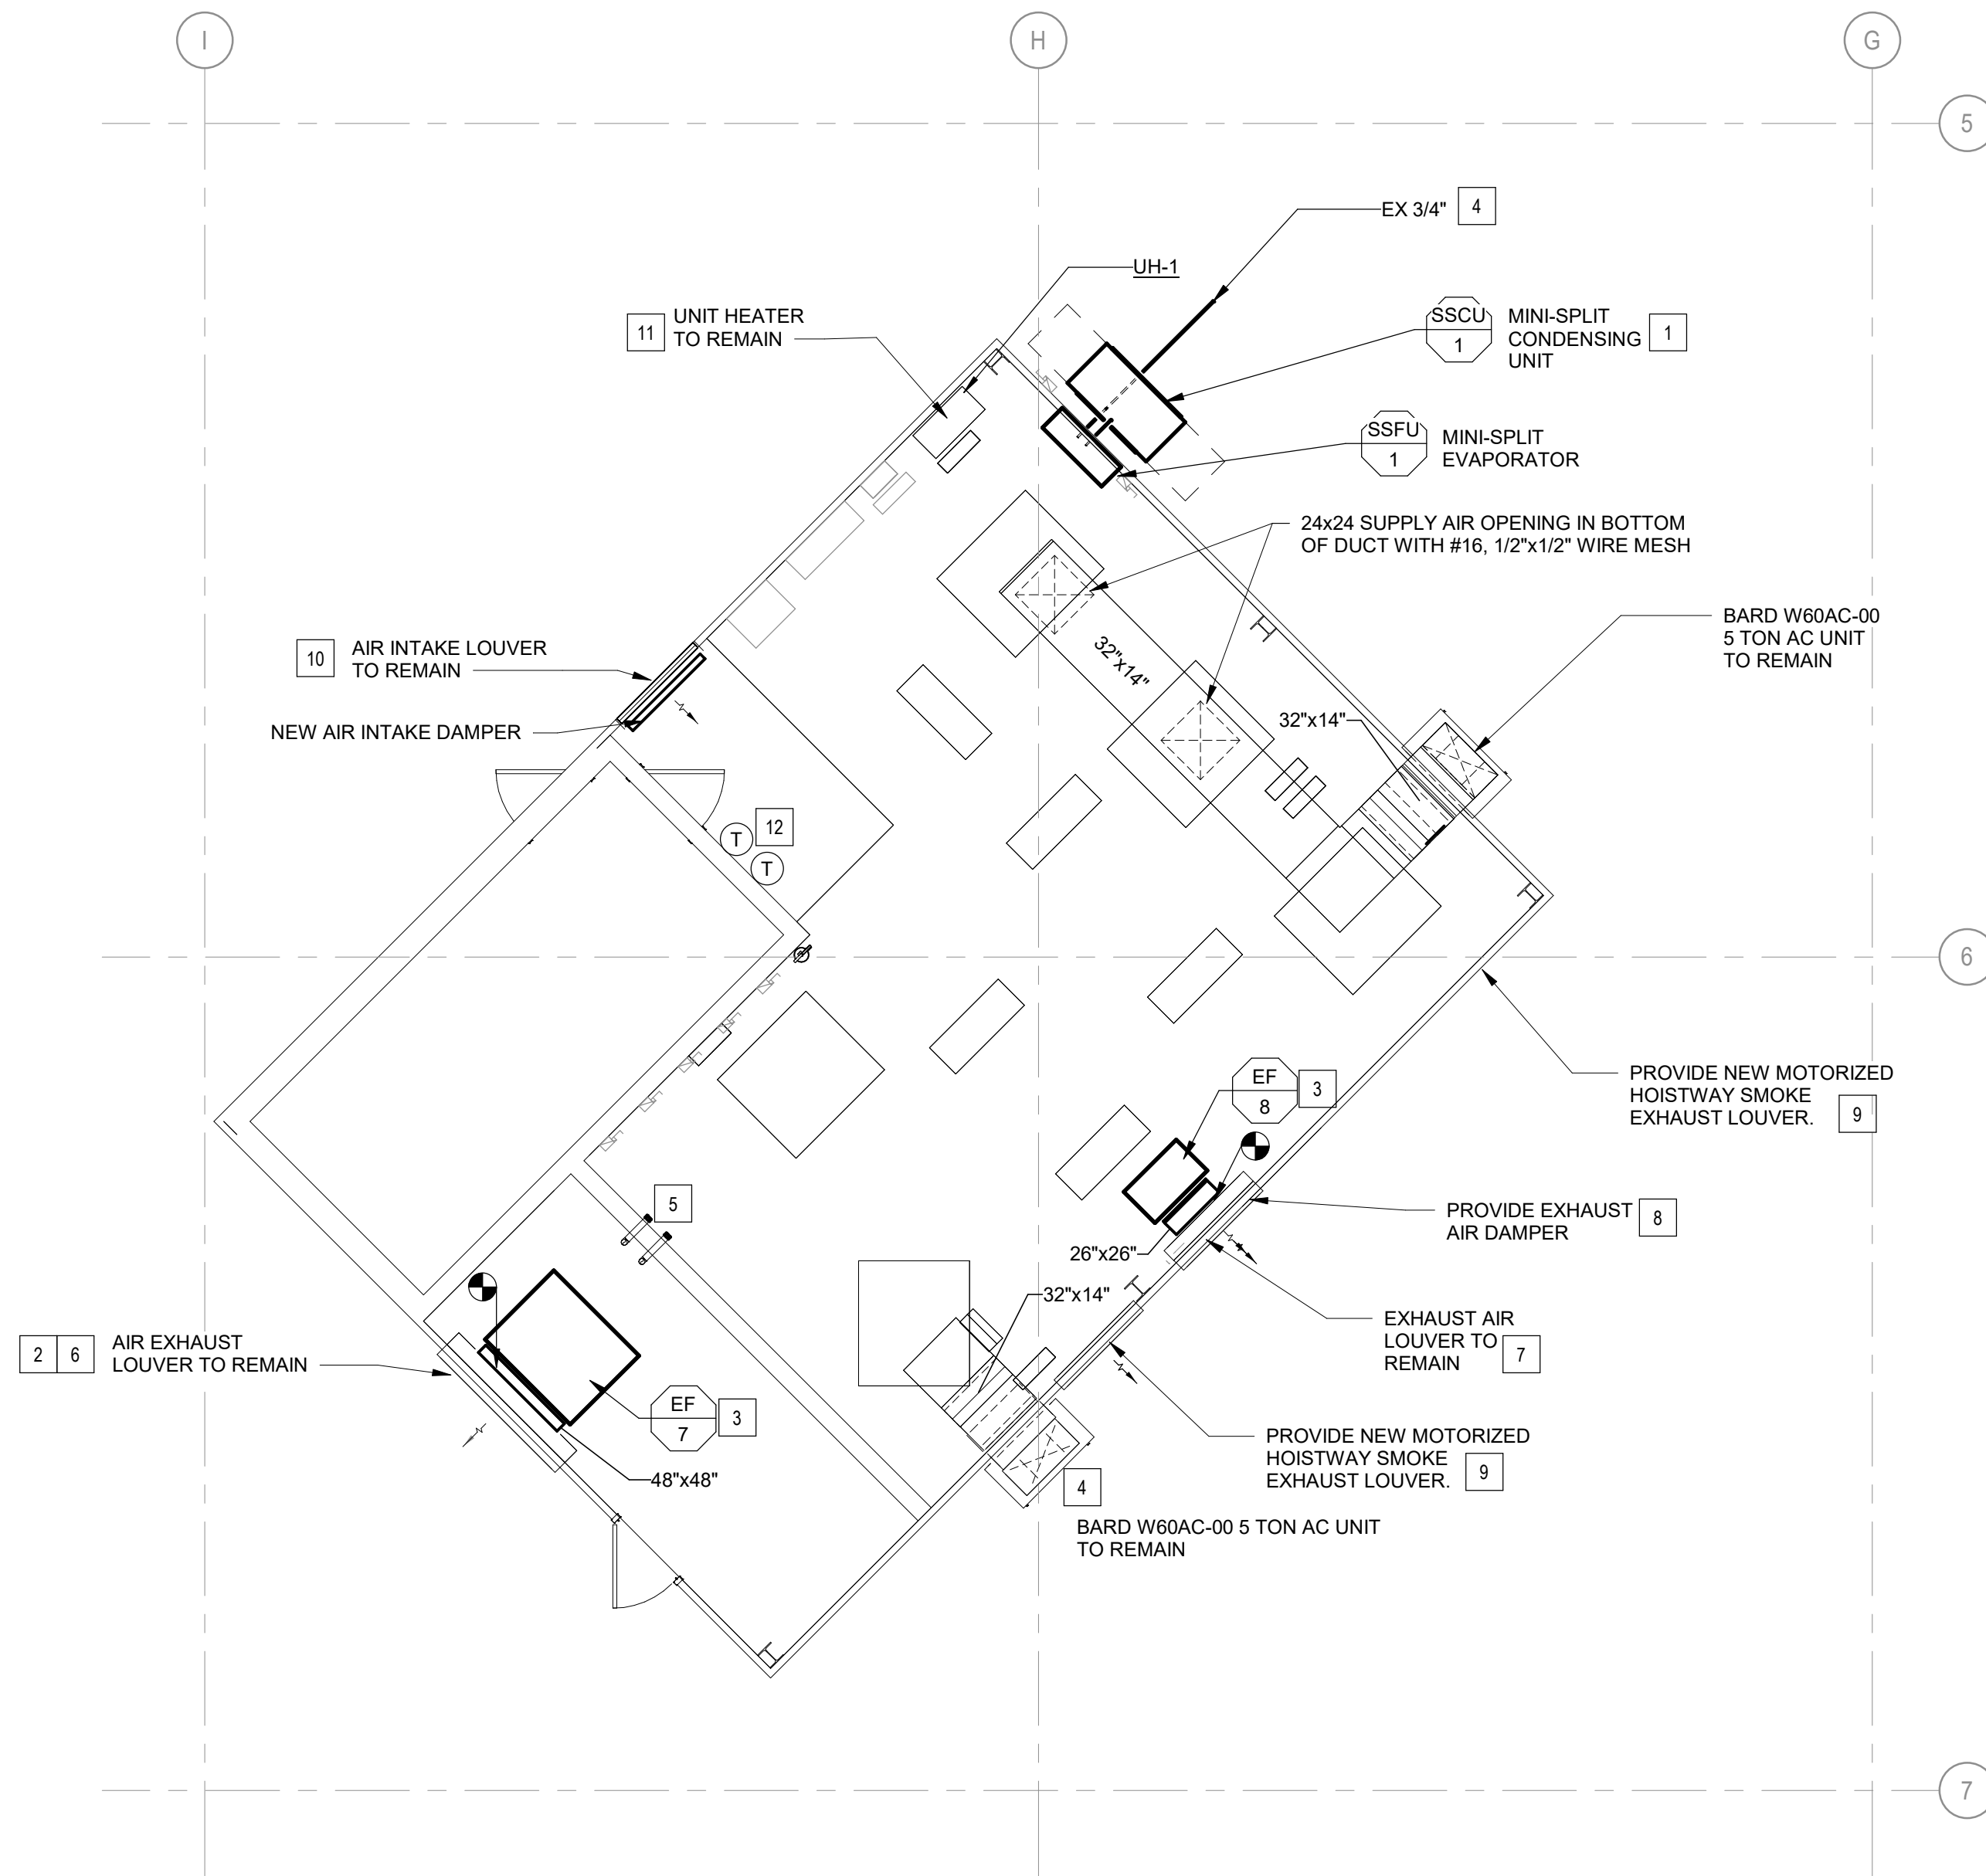 I
H
G
5
EX 3/4"
4
UH-1
11
UNIT HEATER
TO REMAIN
SSCU
1
MINI-SPLIT
CONDENSING
UNIT
1
SSFU
1
MINI-SPLIT
EVAPORATOR
24x24 SUPPLY AIR OPENING IN BOTTOM
OF DUCT WITH #16, 1/2"x1/2" WIRE MESH
BARD W60AC-00
5 TON AC UNIT
TO REMAIN
10
AIR INTAKE LOUVER
TO REMAIN
32"x14"
32"x14"
NEW AIR INTAKE DAMPER
T
12
T
6
PROVIDE NEW MOTORIZED
HOISTWAY SMOKE
EXHAUST LOUVER.
9
EF
8
3
5
PROVIDE EXHAUST
AIR DAMPER
8
26"x26"
32"x14"
EXHAUST AIR
LOUVER TO
REMAIN
7
2
6
AIR EXHAUST
LOUVER TO REMAIN
EF
7
3
48"x48"
PROVIDE NEW MOTORIZED
HOISTWAY SMOKE
EXHAUST LOUVER.
9
4
BARD W60AC-00 5 TON AC UNIT
TO REMAIN
7